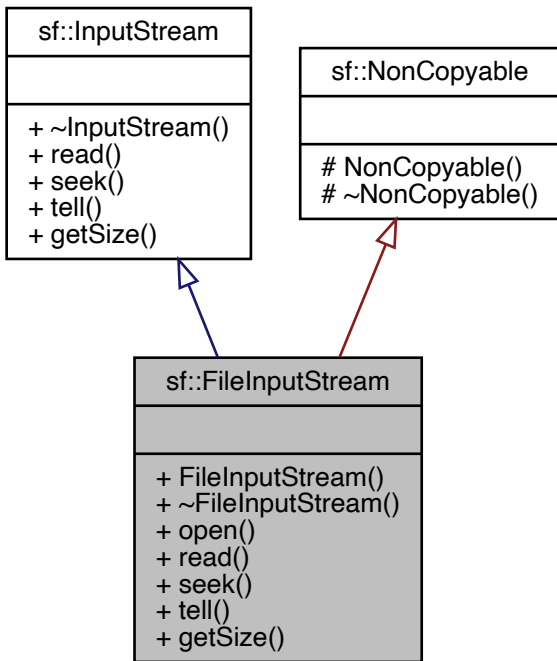 sf::InputStream
+ ~InputStream()
+ read()
+ seek()
+ tell()
+ getSize()
sf::NonCopyable
# NonCopyable()
# ~NonCopyable()
sf::FileInputStream
+ FileInputStream()
+ ~FileInputStream()
+ open()
+ read()
+ seek()
+ tell()
+ getSize()